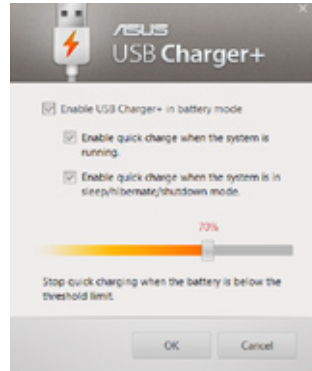 ASUS
USB Charger+
Enable USB Charger+ in battery mode
Enable quick charge when the system is
running.
Enable quick charge when the system is in
sleep/hibernate/shutdown mode.
70%
Stop quick charging when the battery is below the
threshold limit.
OK
Cancel